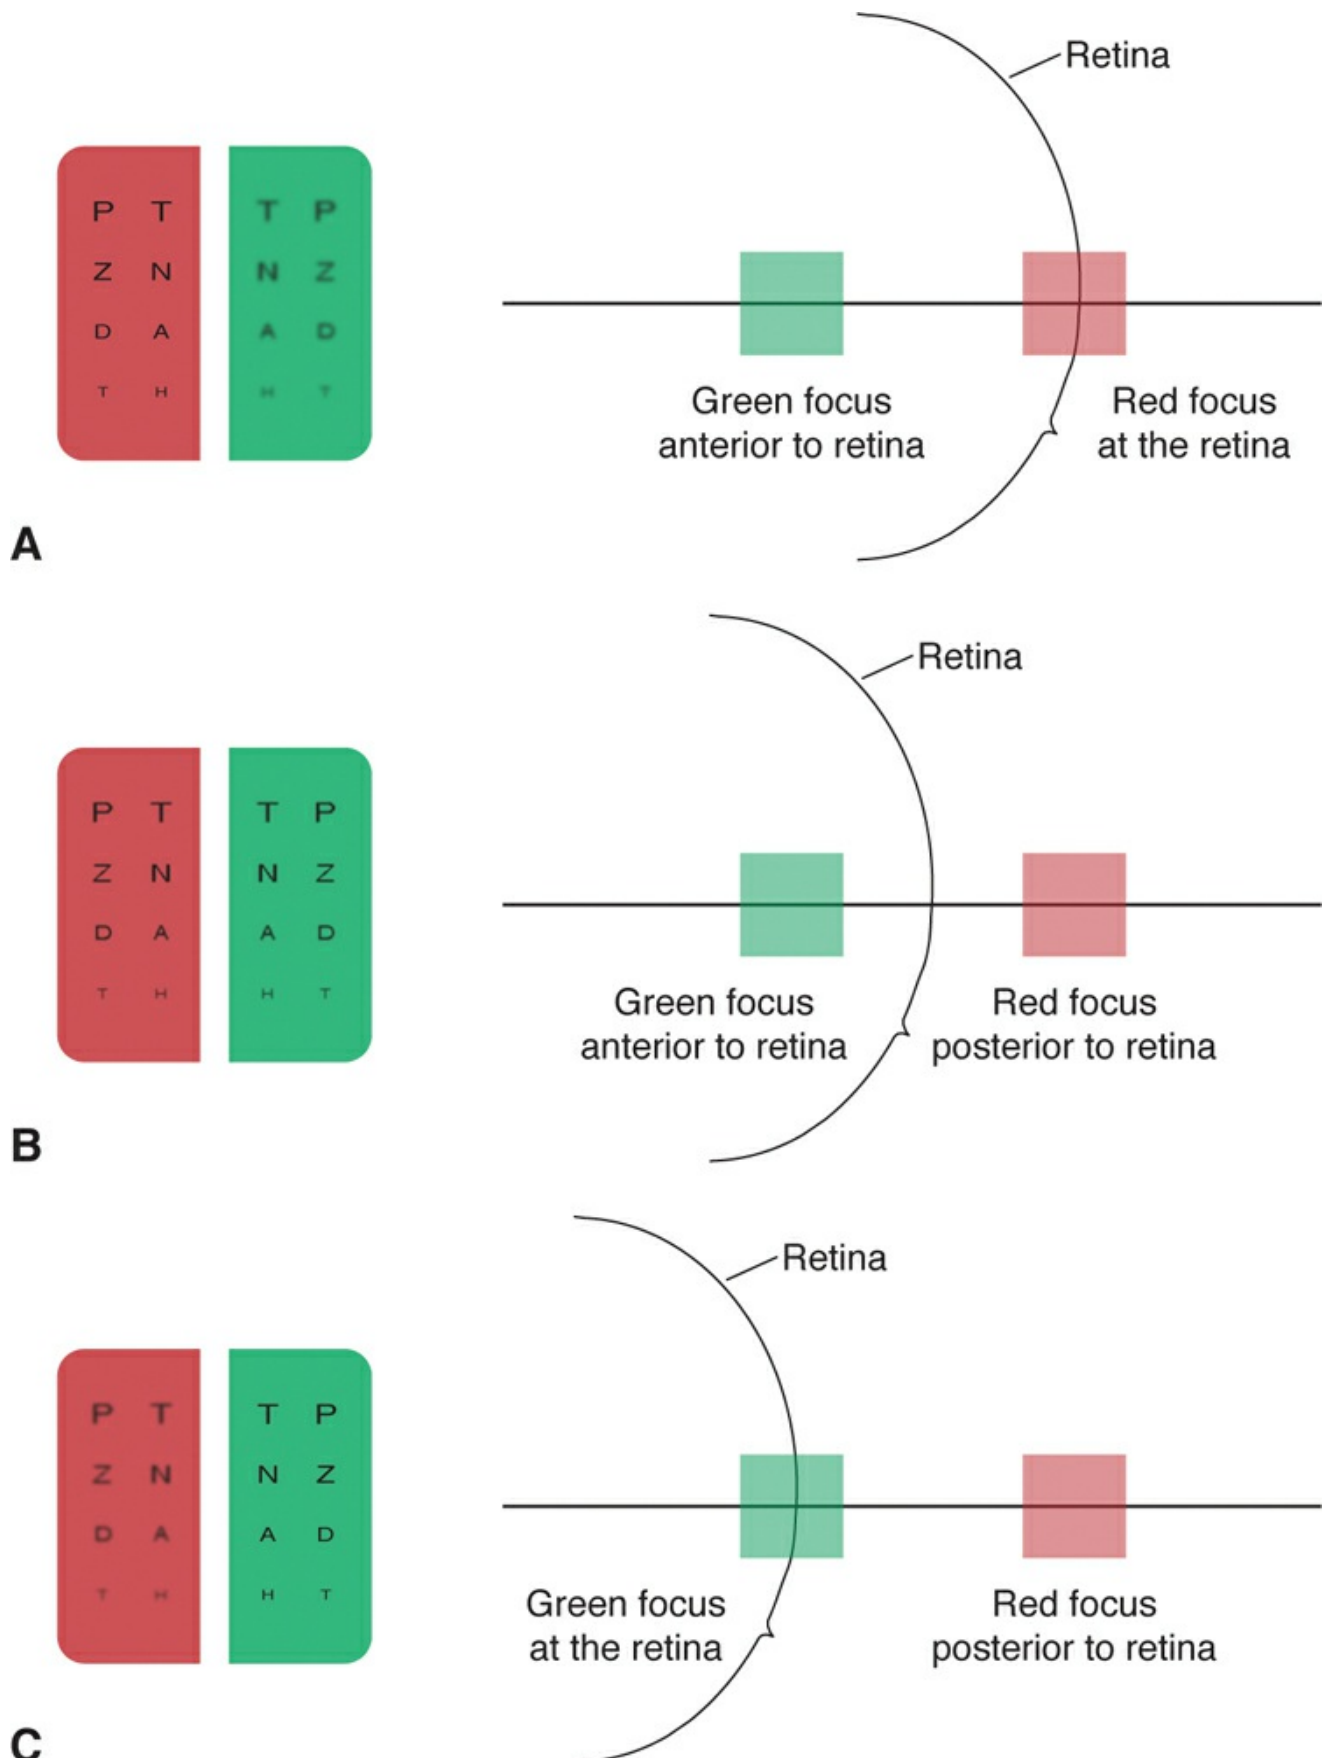 Retina
P T T P
Z N N Z
D A A D
T H H T
Green focus
anterior to retina
Red focus
at the retina
A
Retina
P T T P
Z N N Z
D A A D
T H H T
Green focus
anterior to retina
Red focus
posterior to retina
B
Retina
P T T P
Z N N Z
D A A D
T H H T
Green focus
at the retina
Red focus
posterior to retina
C